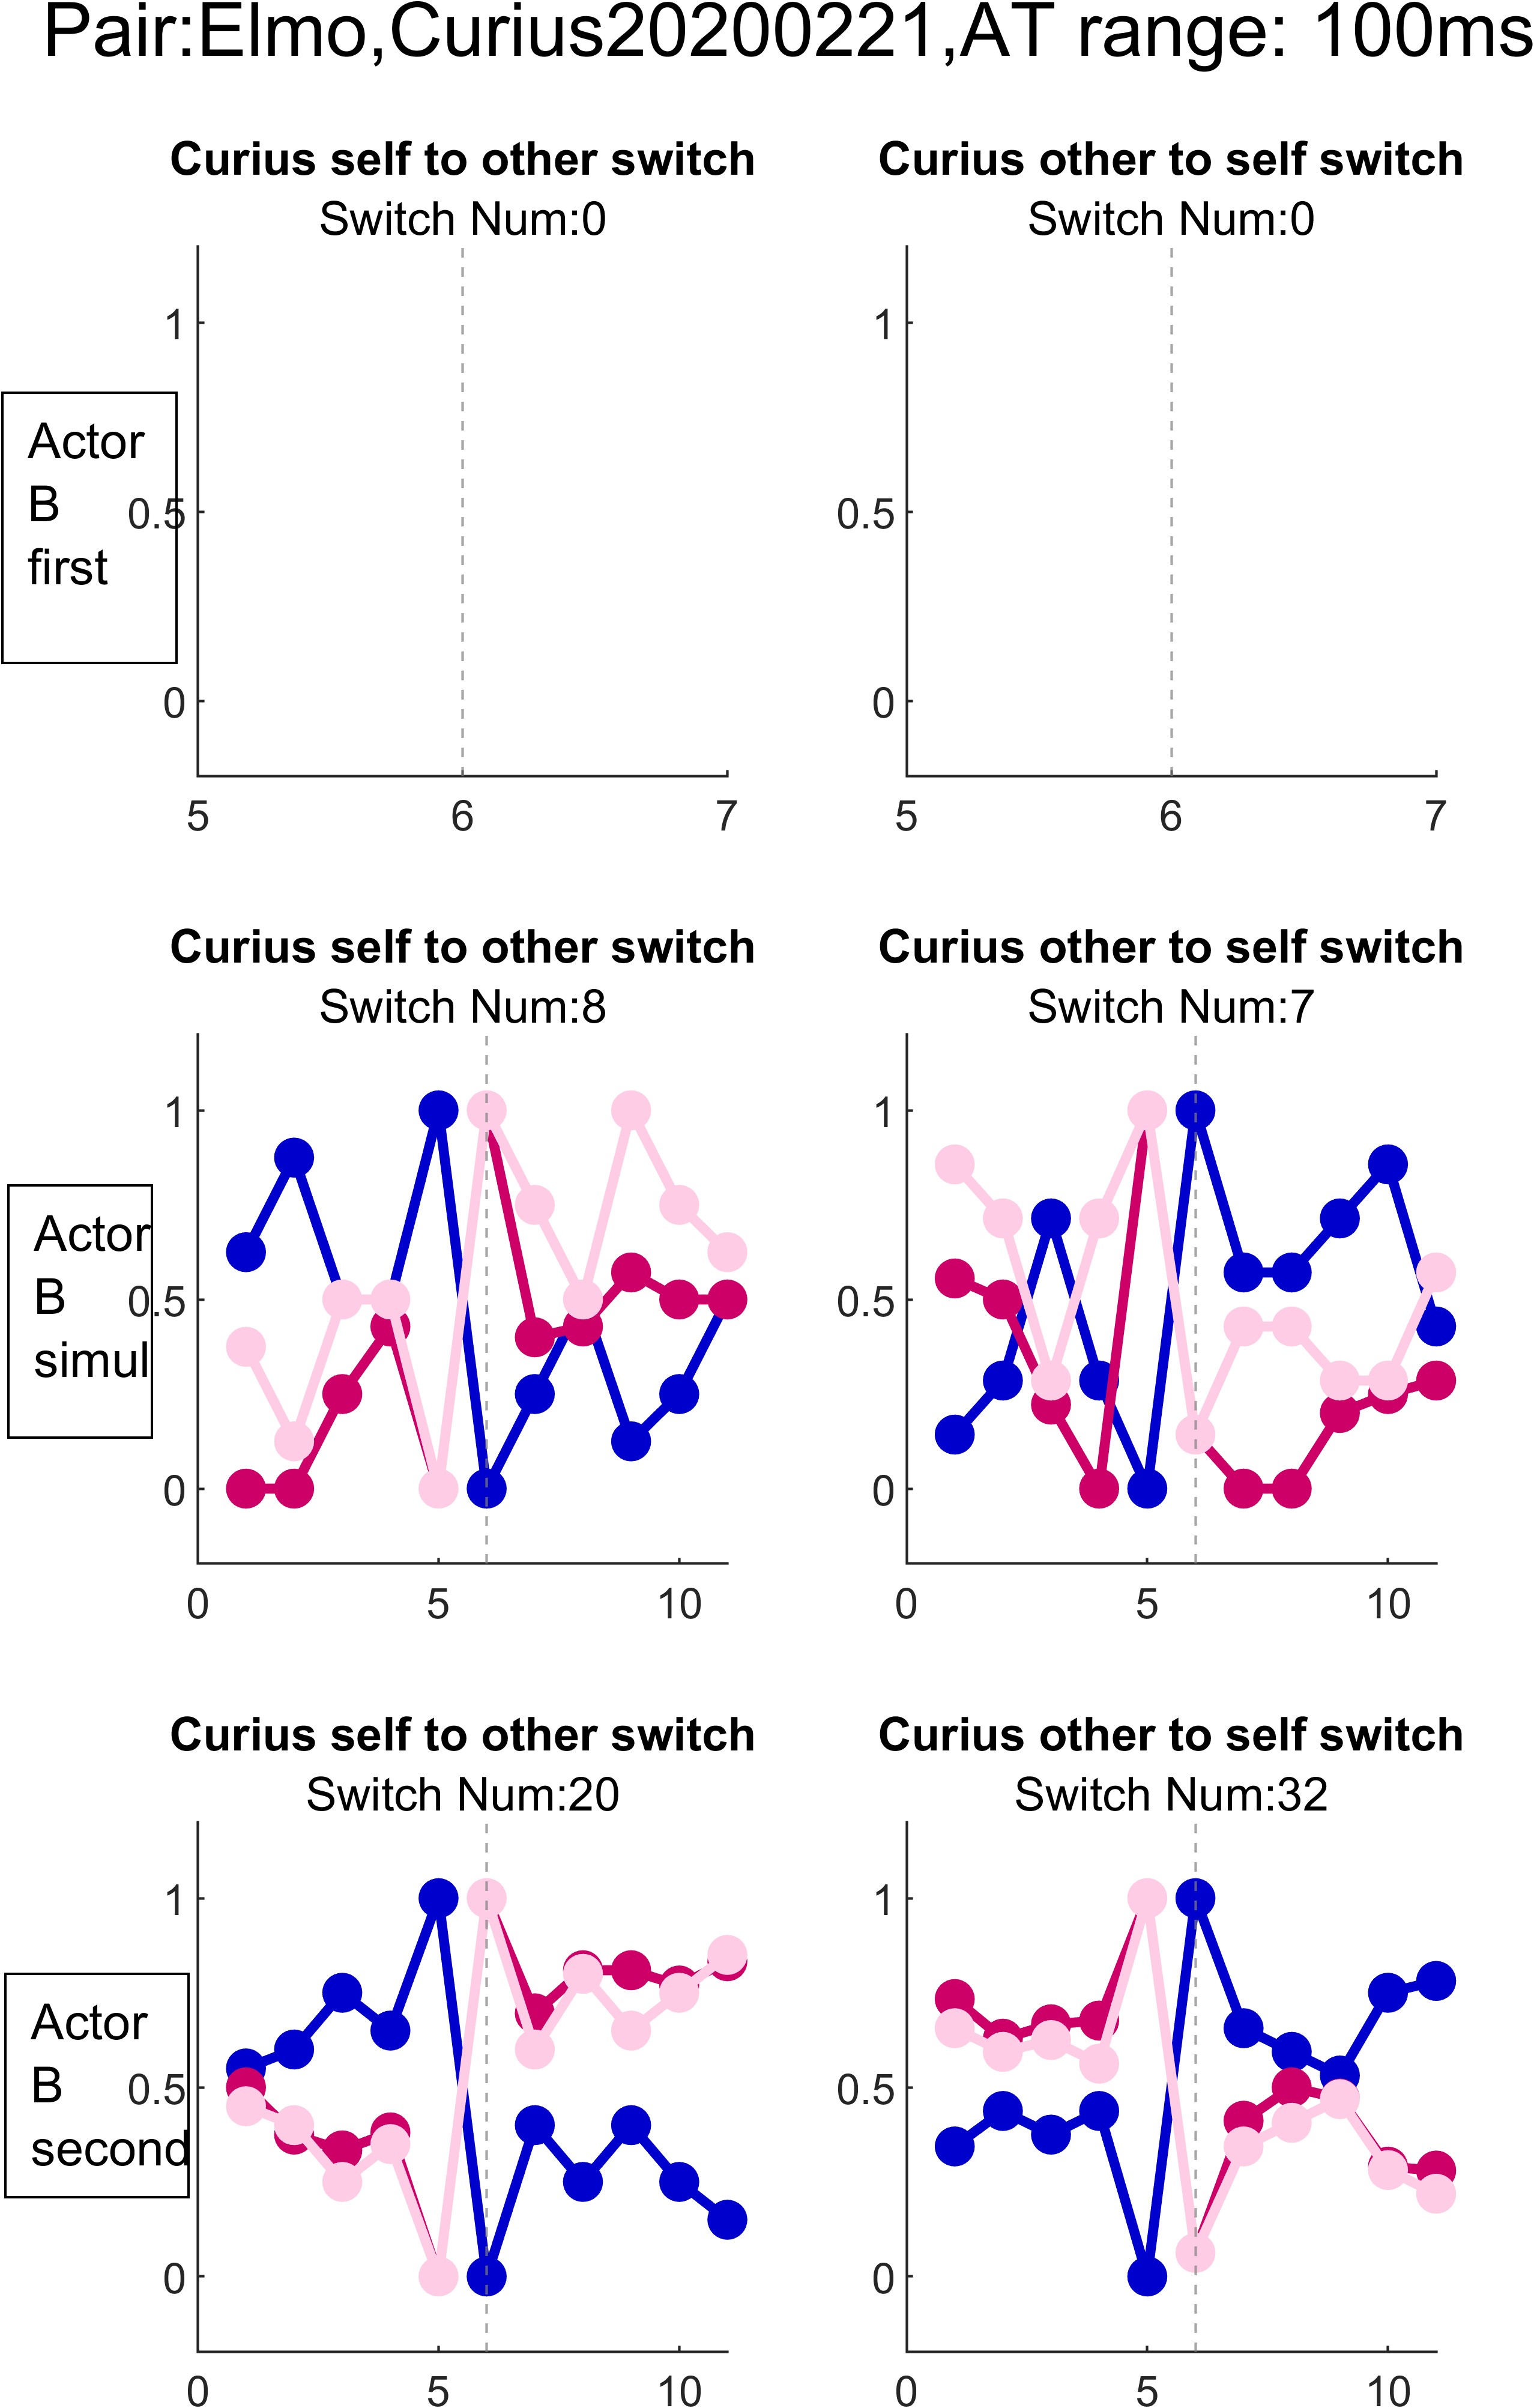 Pair:Elmo,Curius20200221,AT range: 100ms
Curius self to other switch
Switch Num:0
Curius other to self switch
Switch Num:0
Actor
B
first
1
0.5
0
5
6
7
1
0.5
0
5
6
7
Curius self to other switch
Switch Num:8
Curius other to self switch
Switch Num:7
Actor
B
simul
1
0.5
0
0
5
10
1
0.5
0
0
5
10
Curius self to other switch
Switch Num:20
Curius other to self switch
Switch Num:32
Actor
B
second
1
0.5
0
0
5
10
1
0.5
0
0
5
10